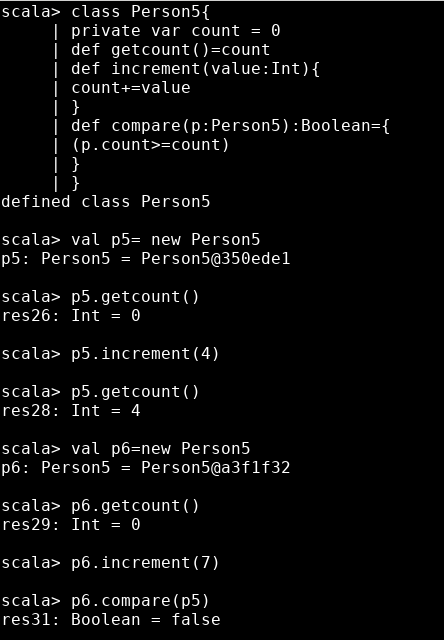 scala> class Person5{
     | private var count = 0
     | def getcount()=count
     | def increment(value:Int){
     | count+=value
     | }
     | def compare(p:Person5):Boolean={
     | (p.count>=count)
     | }
     | }
defined class Person5
scala> val p5= new Person5
p5: Person5 = Person5@350ede1
scala> p5.getcount()
res26: Int = 0
scala> p5.increment(4)
scala> p5.getcount()
res28: Int = 4
scala> val p6=new Person5
p6: Person5 = Person5@a3f1f32
scala> p6.getcount()
res29: Int = 0
scala> p6.increment(7)
scala> p6.compare(p5)
res31: Boolean = false